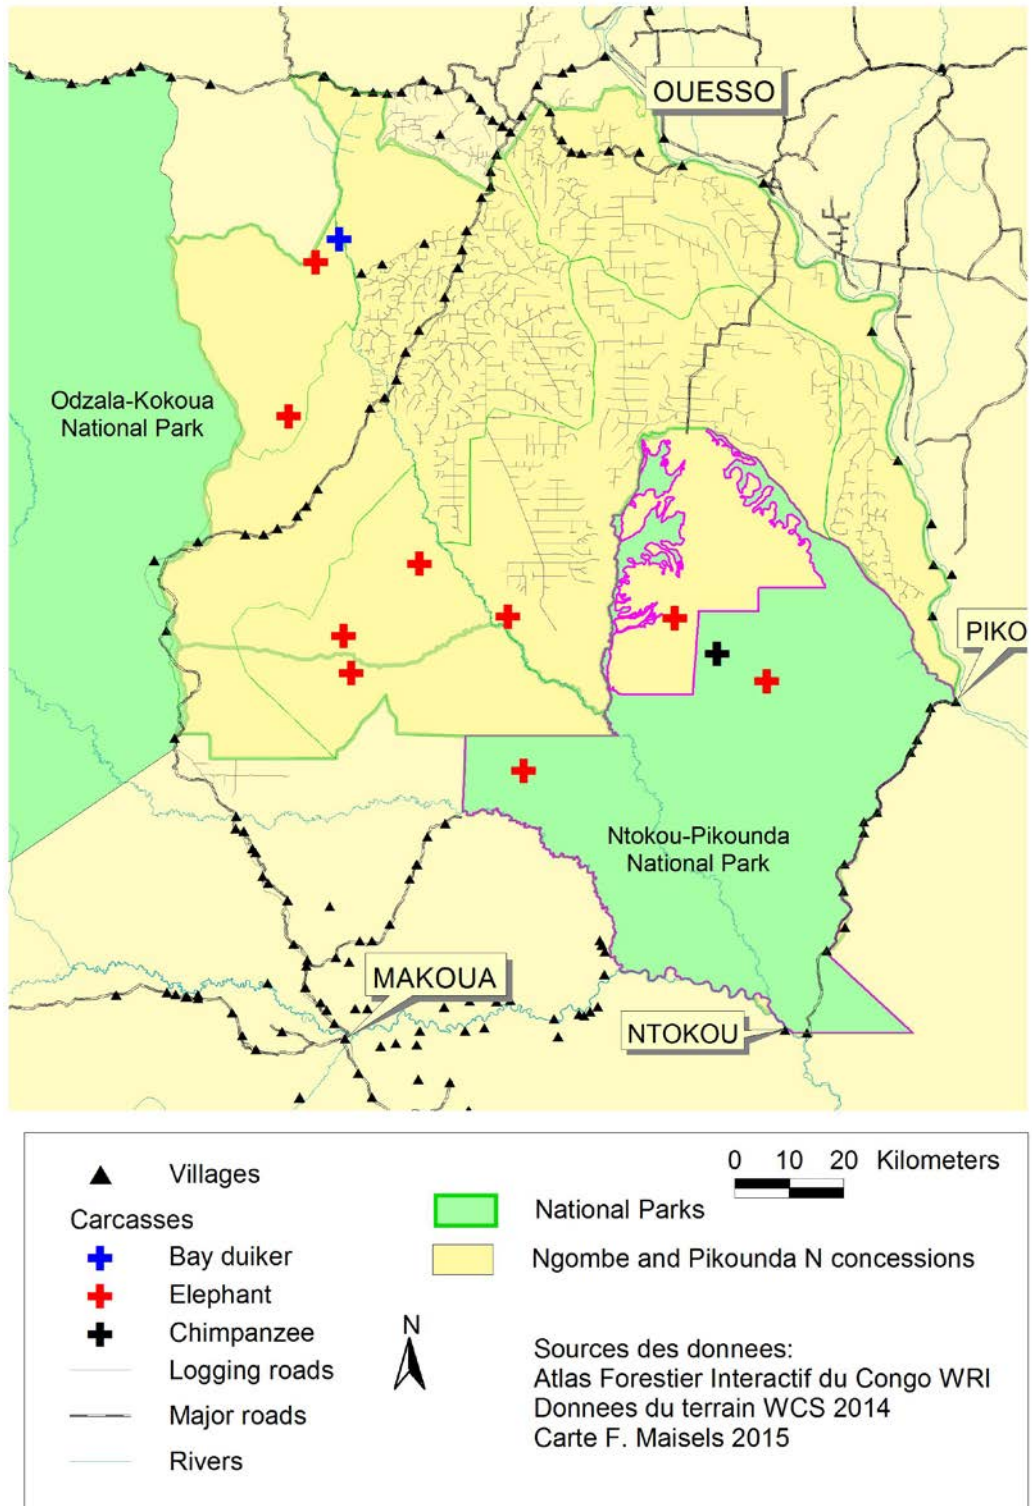 OUESSO
Odzala-Kokoua
National Park
PIKO
Ntokou-Pikounda
National Park
MAKOUA
NTOKOU
Villages
Carcasses
Bay duiker
Elephant
Chimpanzee
Logging roads
Major roads
Rivers
0 10 20 Kilometers
National Parks
Ngombe and Pikounda N concessions
N
Sources des donnees:
Atlas Forestier Interactif du Congo WRI
Donnees du terrain WCS 2014
Carte F. Maisels 2015